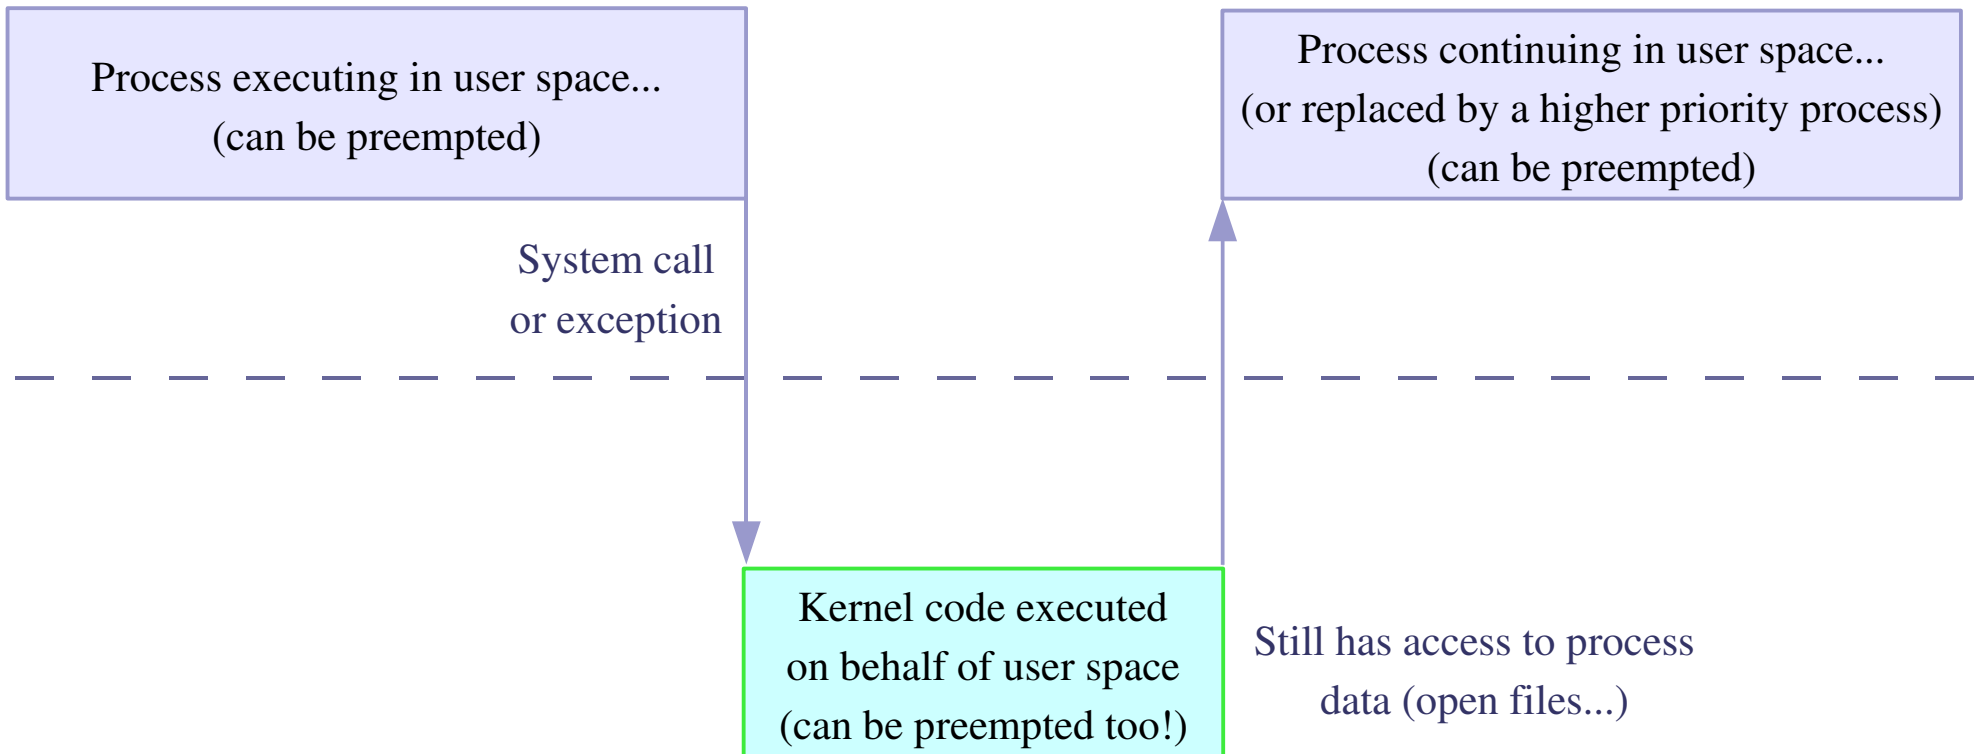 Process executing in user space...
(can be preempted)
Process continuing in user space...
(or replaced by a higher priority process)
(can be preempted)
System call
or exception
Kernel code executed
on behalf of user space
(can be preempted too!)
Still has access to process
data (open files...)